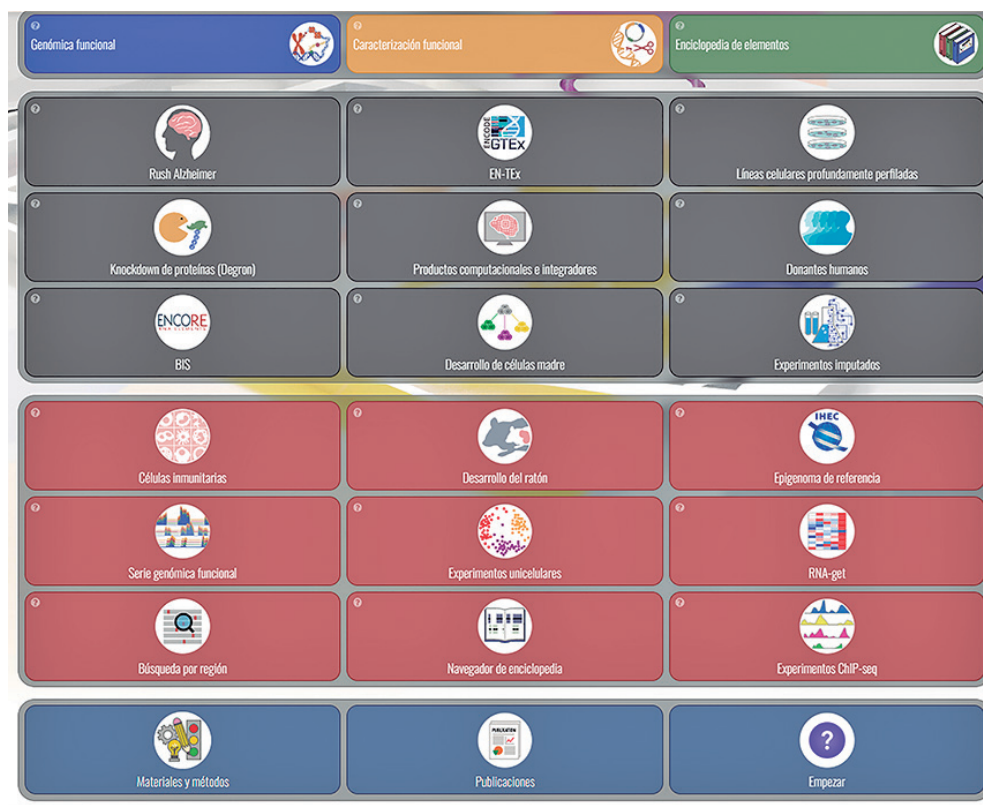 Genómica funcional
Caracterización funcional
Enciclopedia de elementos
Rush Alzheimer
ENCODE
GTEx
EN-TEx
Líneas celulares profundamente perfiladas
Knockdown de proteínas (Degron)
Productos computacionales e integradores
Donantes humanos
ENCORE
RNA ELEMENTS
BIS
Desarrollo de células madre
Experimentos imputados
Células inmunitarias
Desarrollo del ratón
IHEC
Epigenoma de referencia
Serie genómica funcional
Experimentos unicelulares
RNA-get
Búsqueda por región
Navegador de enciclopedia
Experimentos ChIP-seq
Materiales y métodos
PUBLICATION
Publicaciones
?
Empezar